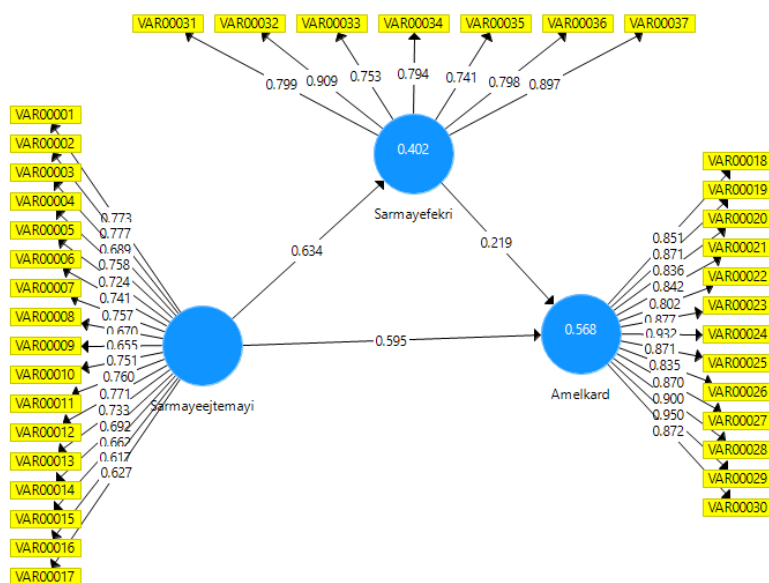 VAR00031 VAR00032 VAR00033 VAR00034 VAR00035 VAR00036 VAR00037
0.799 0.909 0.753 0.794 0.741 0.798 0.897
0.402
Sarmayefekri
VAR00001
VAR00002
VAR00003
VAR00004
VAR00005
VAR00006
VAR00007
VAR00008
VAR00009
VAR00010
VAR00011
VAR00012
VAR00013
VAR00014
VAR00015
VAR00016
VAR00017
0.773
0.777
0.689
0.758
0.724
0.741
0.757
0.670
0.655
0.751
0.760
0.771
0.733
0.692
0.662
0.617
0.627
Sarmayeejtemayi
0.634
0.219
0.595
0.568
Amelkard
0.851
0.871
0.836
0.842
0.802
0.877
0.932
0.871
0.835
0.870
0.900
0.950
0.872
VAR00018
VAR00019
VAR00020
VAR00021
VAR00022
VAR00023
VAR00024
VAR00025
VAR00026
VAR00027
VAR00028
VAR00029
VAR00030